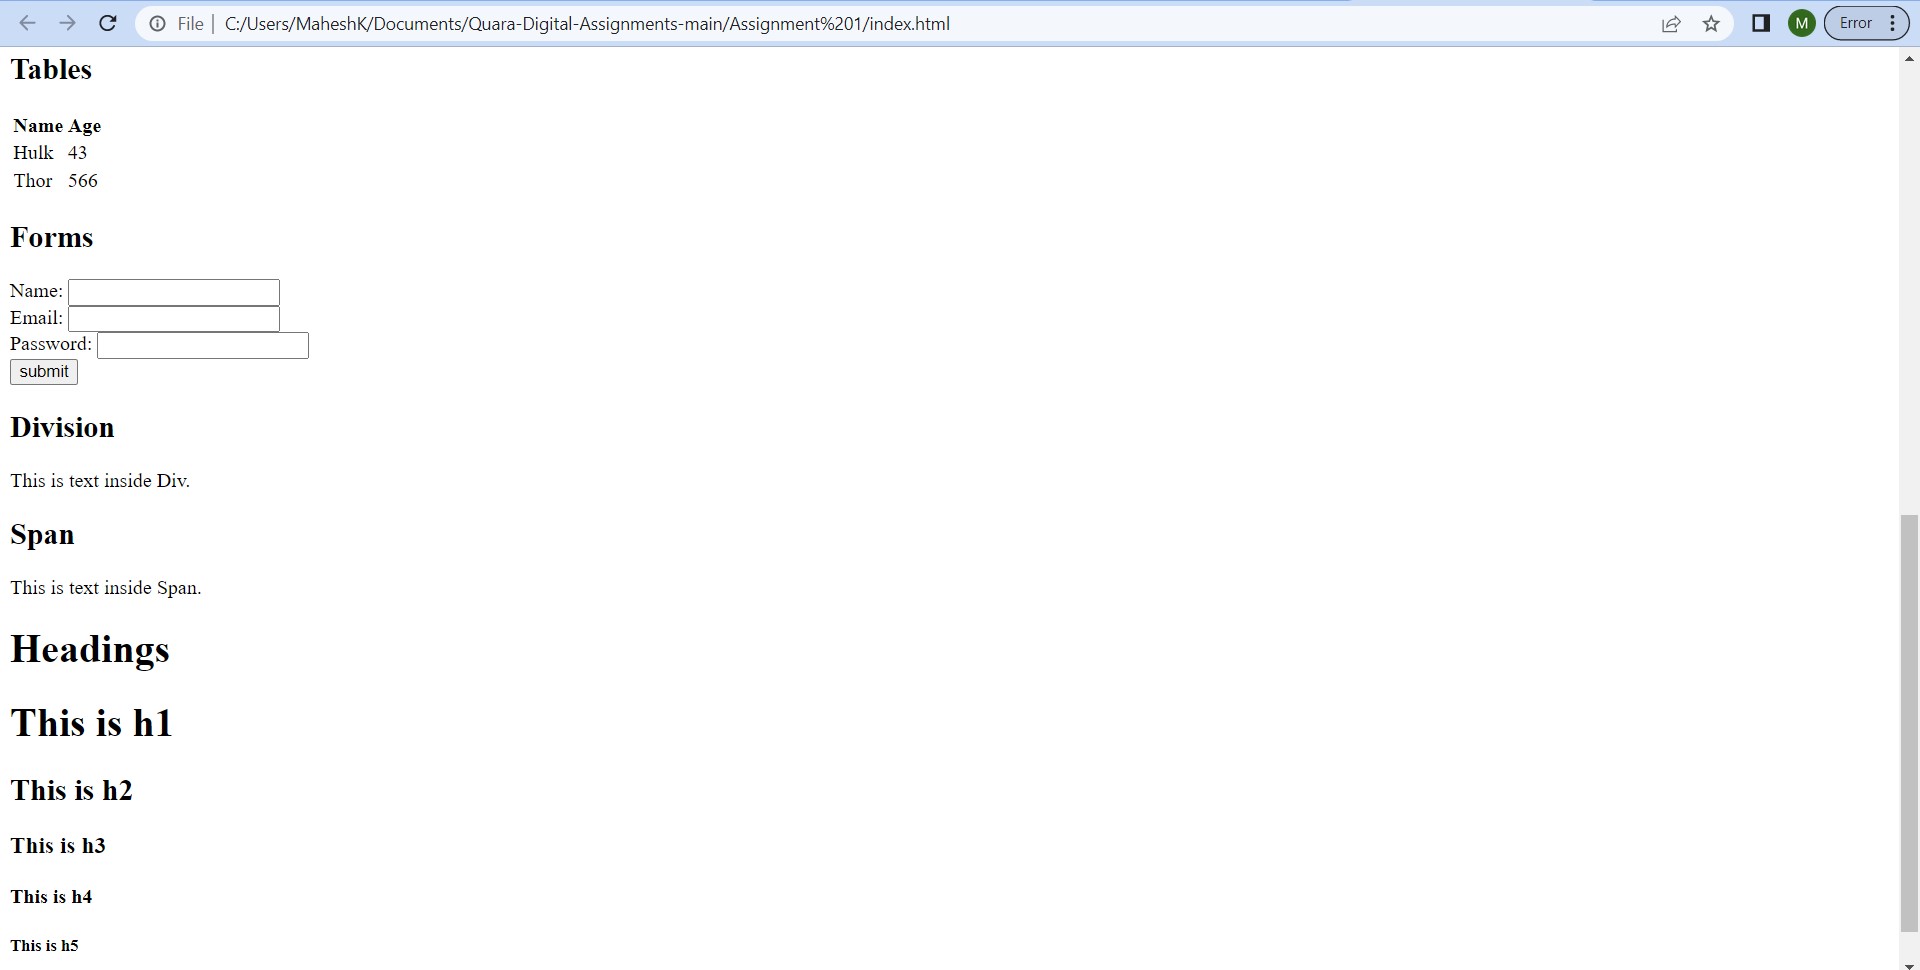 File | C:/Users/MaheshK/Documents/Quara-Digital-Assignments-main/Assignment%201/index.html M Error
Tables
Name Age
Hulk 43
Thor 566
Forms
Name:
Email:
Password:
submit
Division
This is text inside Div.
Span
This is text inside Span.
Headings
This is h1
This is h2
This is h3
This is h4
This is h5